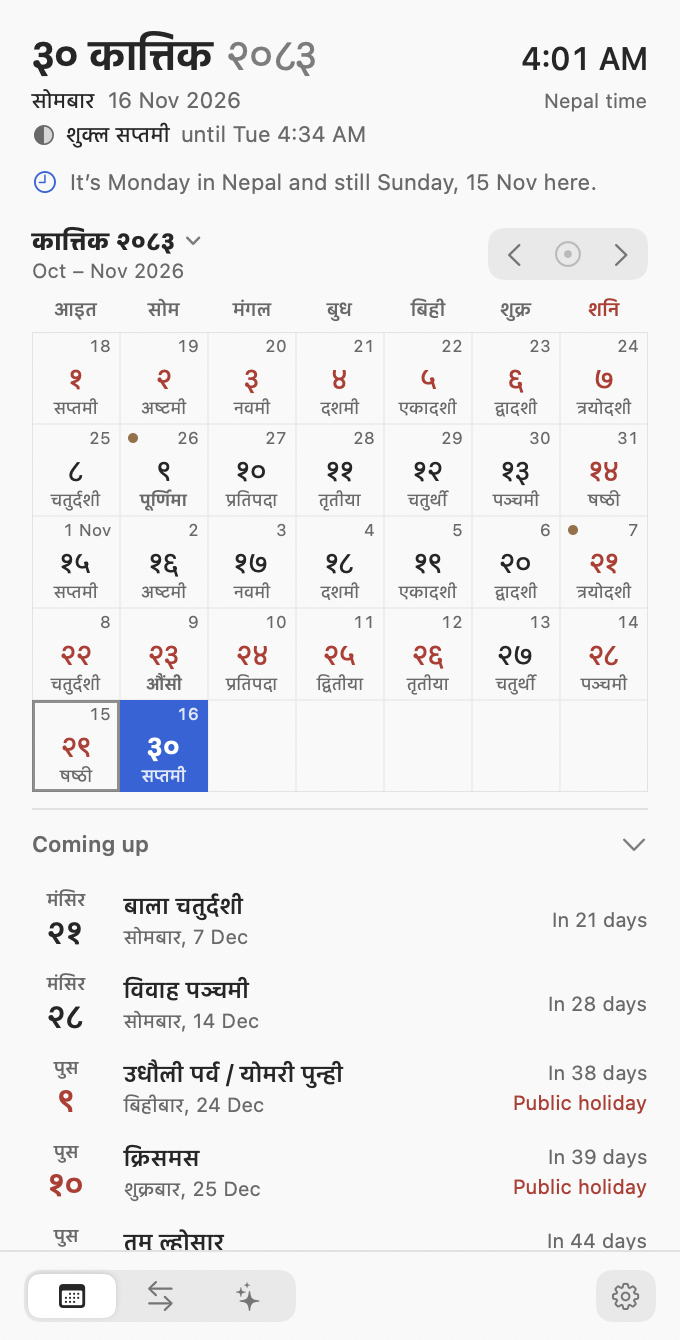 ३० कात्तिक २०८३
4:01 AM
सोमबार 16 Nov 2026
Nepal time
शुक्ल सप्तमी until Tue 4:34 AM
It’s Monday in Nepal and still Sunday, 15 Nov here.
कात्तिक २०८३
Oct – Nov 2026
आइत सोम मंगल बुध बिही शुक्र शनि
18 19 20 21 22 23 24
१ २ ३ ४ ५ ६ ७
सप्तमी अष्टमी नवमी दशमी एकादशी द्वादशी त्रयोदशी
25 26 27 28 29 30 31
८ ९ १० ११ १२ १३ १४
चतुर्दशी पूर्णिमा प्रतिपदा तृतीया चतुर्थी पञ्चमी षष्ठी
1 Nov 2 3 4 5 6 7
१५ १६ १७ १८ १९ २० २१
सप्तमी अष्टमी नवमी दशमी एकादशी द्वादशी त्रयोदशी
8 9 10 11 12 13 14
२२ २३ २४ २५ २६ २७ २८
चतुर्दशी औंसी प्रतिपदा द्वितीया तृतीया चतुर्थी पञ्चमी
15 16
२९ ३०
षष्ठी सप्तमी
Coming up
मंसिर
२१
बाला चतुर्दशी
सोमबार, 7 Dec
In 21 days
मंसिर
२८
विवाह पञ्चमी
सोमबार, 14 Dec
In 28 days
पुस
९
उधौली पर्व / योमरी पुन्ही
बिहीबार, 24 Dec
In 38 days
Public holiday
पुस
१०
क्रिसमस
शुक्रबार, 25 Dec
In 39 days
Public holiday
पुस
तमु ल्होसार
In 44 days